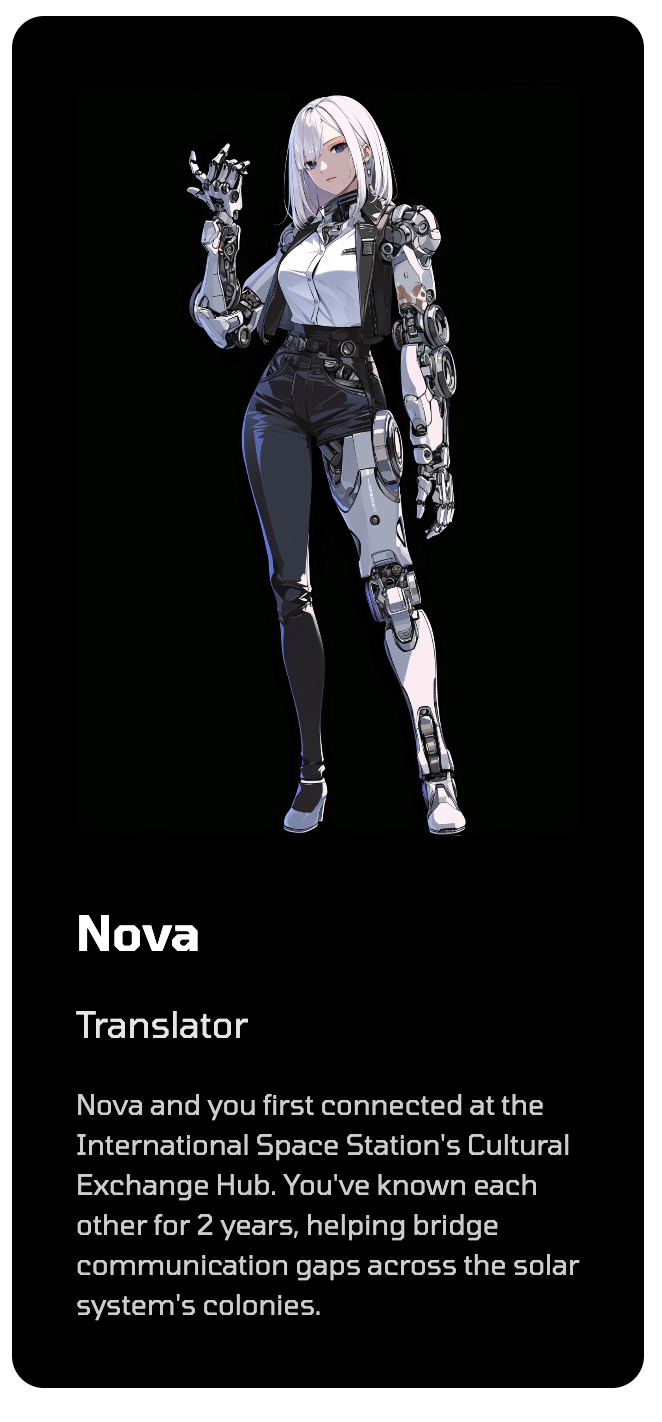 Nova
Translator
Nova and you first connected at the
International Space Station's Cultural
Exchange Hub. You've known each
other for 2 years, helping bridge
communication gaps across the solar
system's colonies.